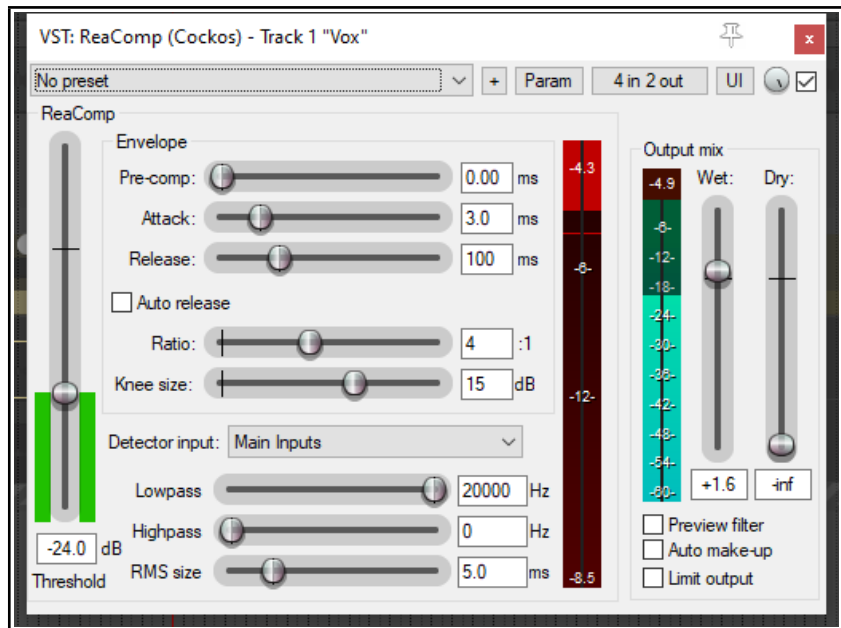 VST: ReaComp (Cockos) - Track 1 "Vox"
x
No preset
+
Param
4 in 2 out
UI
ReaComp
Envelope
Pre-comp:
0.00
ms
Attack:
3.0
ms
Release:
100
ms
Auto release
Ratio:
4
:1
Knee size:
15
dB
Detector input:
Main Inputs
Lowpass
20000
Hz
Highpass
0
Hz
RMS size
5.0
ms
-24.0
dB
Threshold
-4.3
-6-
-12-
-8.5
Output mix
Wet:
Dry:
-4.9
-6-
-12-
-18-
-24-
-30-
-36-
-42-
-48-
-54-
-60-
+1.6
-inf
Preview filter
Auto make-up
Limit output